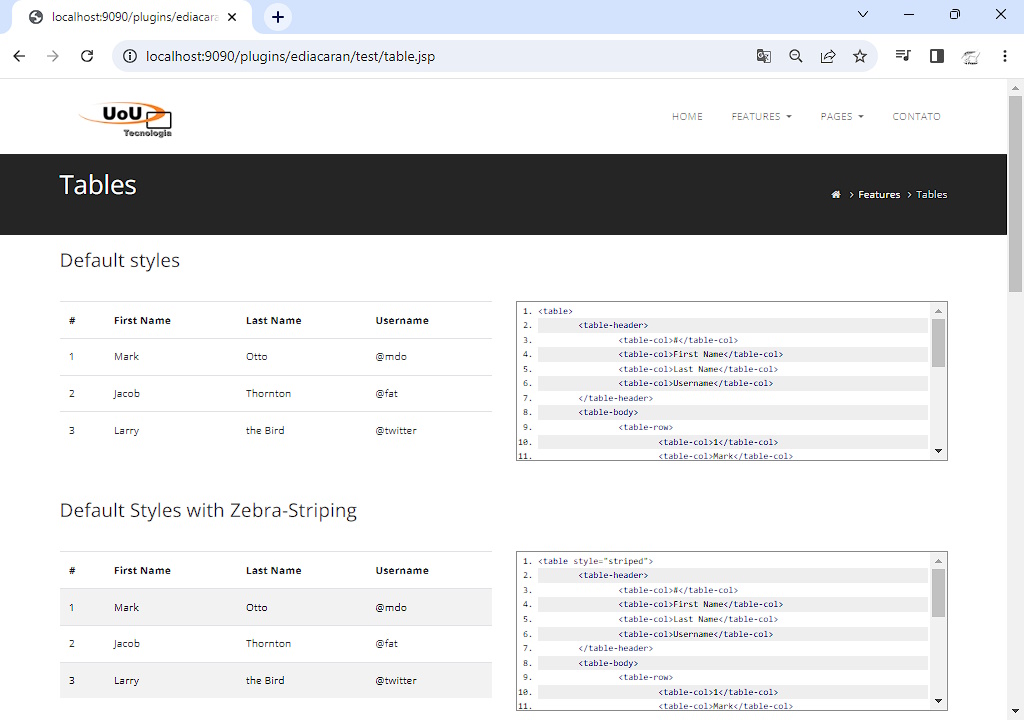 localhost:9090/plugins/ediacara
localhost:9090/plugins/ediacaran/test/table.jsp
UoU
Tecnologia
HOME FEATURES PAGES CONTATO
Tables
> Features > Tables
Default styles
# First Name Last Name Username
1 Mark Otto @mdo
2 Jacob Thornton @fat
3 Larry the Bird @twitter
1. <table>
2. <table-header>
3. <table-col>#</table-col>
4. <table-col>First Name</table-col>
5. <table-col>Last Name</table-col>
6. <table-col>Username</table-col>
7. </table-header>
8. <table-body>
9. <table-row>
10. <table-col>1</table-col>
11. <table-col>Mark</table-col>
Default Styles with Zebra-Striping
# First Name Last Name Username
1 Mark Otto @mdo
2 Jacob Thornton @fat
3 Larry the Bird @twitter
1. <table style="striped">
2. <table-header>
3. <table-col>#</table-col>
4. <table-col>First Name</table-col>
5. <table-col>Last Name</table-col>
6. <table-col>Username</table-col>
7. </table-header>
8. <table-body>
9. <table-row>
10. <table-col>1</table-col>
11. <table-col>Mark</table-col>